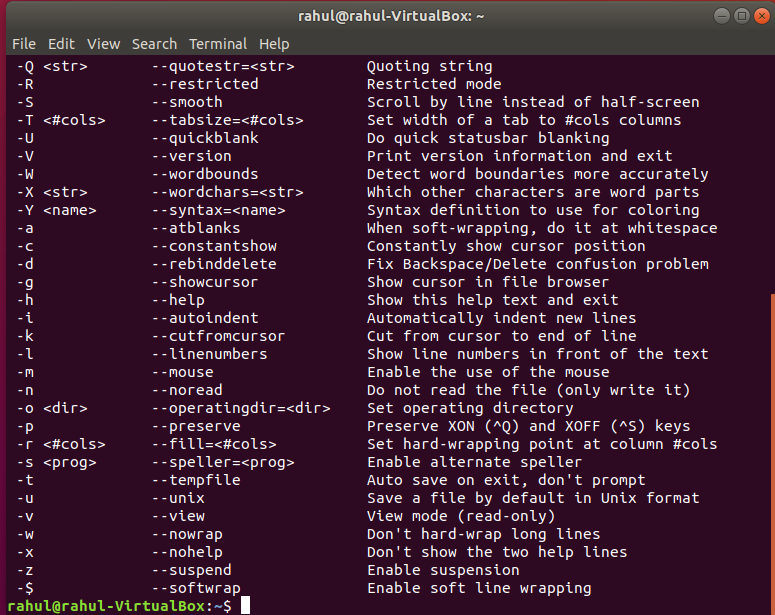 rahul@rahul-VirtualBox: ~
File Edit View Search Terminal Help
-Q <str> --quotestr=<str> Quoting string
-R --restricted Restricted mode
-S --smooth Scroll by line instead of half-screen
-T <#cols> --tabsize=<#cols> Set width of a tab to #cols columns
-U --quickblank Do quick statusbar blanking
-V --version Print version information and exit
-W --wordbounds Detect word boundaries more accurately
-X <str> --wordchars=<str> Which other characters are word parts
-Y <name> --syntax=<name> Syntax definition to use for coloring
-a --atblanks When soft-wrapping, do it at whitespace
-c --constantshow Constantly show cursor position
-d --rebinddelete Fix Backspace/Delete confusion problem
-g --showcursor Show cursor in file browser
-h --help Show this help text and exit
-i --autoindent Automatically indent new lines
-k --cutfromcursor Cut from cursor to end of line
-l --linenumbers Show line numbers in front of the text
-m --mouse Enable the use of the mouse
-n --noread Do not read the file (only write it)
-o <dir> --operatingdir=<dir> Set operating directory
-p --preserve Preserve XON (^Q) and XOFF (^S) keys
-r <#cols> --fill=<#cols> Set hard-wrapping point at column #cols
-s <prog> --speller=<prog> Enable alternate speller
-t --tempfile Auto save on exit, don't prompt
-u --unix Save a file by default in Unix format
-v --view View mode (read-only)
-w --nowrap Don't hard-wrap long lines
-x --nohelp Don't show the two help lines
-z --suspend Enable suspension
-$ --softwrap Enable soft line wrapping
rahul@rahul-VirtualBox:~$